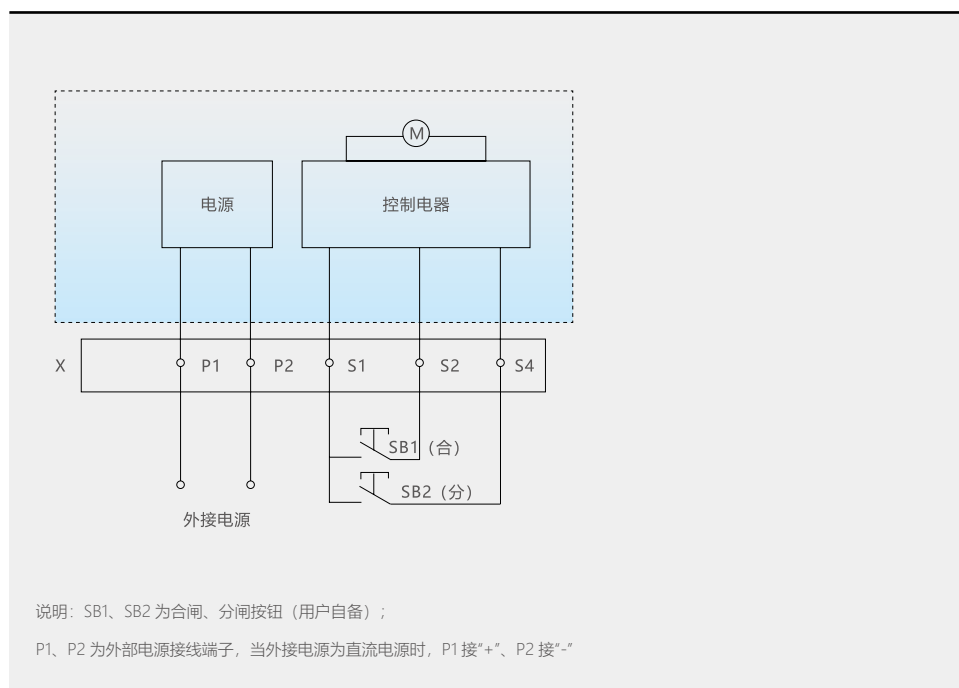 M
电源 控制电器
X P1 P2 S1 S2 S4
SB1（合）
SB2（分）
外接电源
说明：SB1、SB2 为合闸、分闸按钮（用户自备）；
P1、P2 为外部电源接线端子，当外接电源为直流电源时，P1 接“+”、P2 接“-”